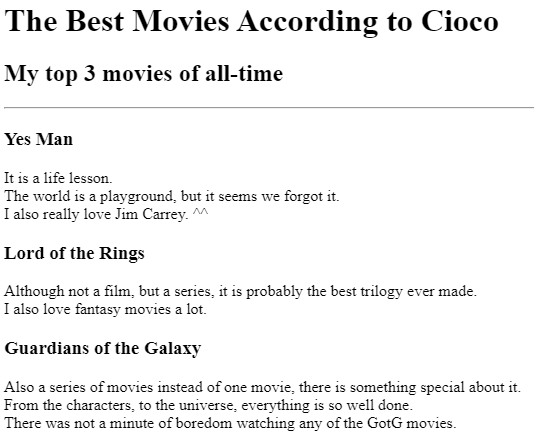 The Best Movies According to Cioco
My top 3 movies of all-time
Yes Man
It is a life lesson.
The world is a playground, but it seems we forgot it.
I also really love Jim Carrey. ^^
Lord of the Rings
Although not a film, but a series, it is probably the best trilogy ever made.
I also love fantasy movies a lot.
Guardians of the Galaxy
Also a series of movies instead of one movie, there is something special about it.
From the characters, to the universe, everything is so well done.
There was not a minute of boredom watching any of the GotG movies.